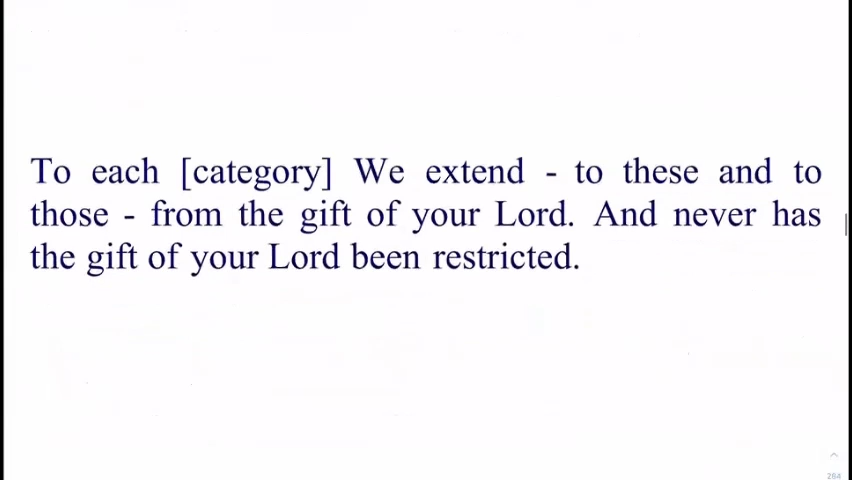 To each [category] We extend - to these and to
those - from the gift of your Lord. And never has
the gift of your Lord been restricted.
264